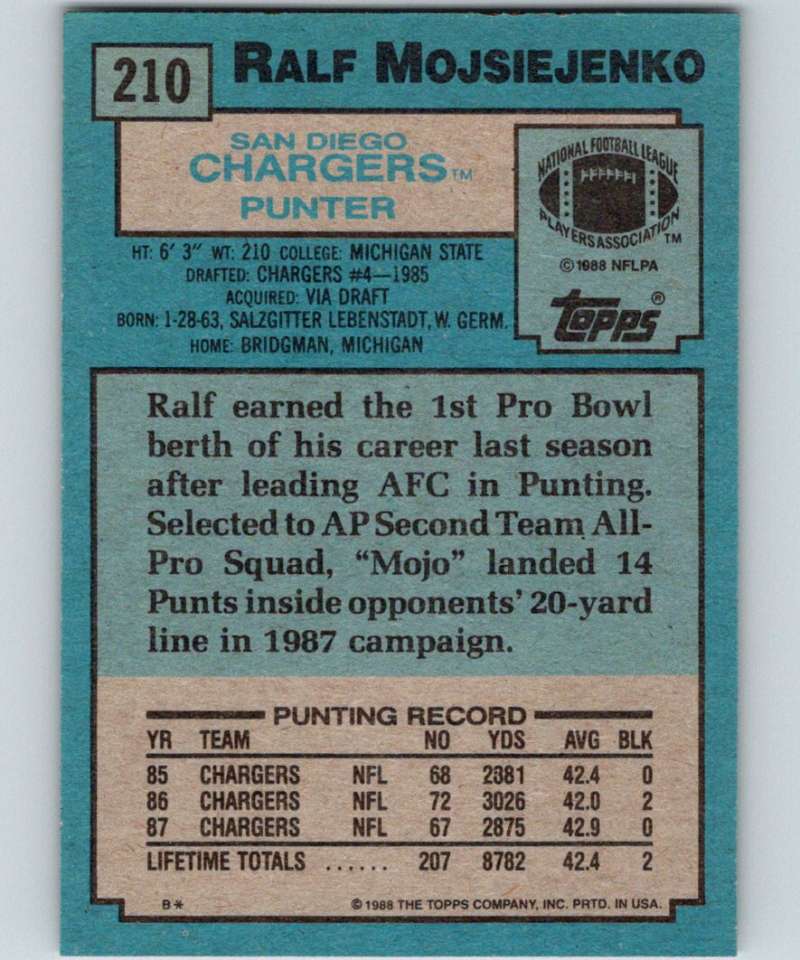 210
RALF MOJSIEJENKO
SAN DIEGO
CHARGERS™
PUNTER
NATIONAL FOOTBALL LEAGUE
PLAYERS ASSOCIATION™
©1988 NFLPA
topps®
HT: 6' 3" WT: 210 COLLEGE: MICHIGAN STATE
DRAFTED: CHARGERS #4—1985
ACQUIRED: VIA DRAFT
BORN: 1-28-63, SALZGITTER LEBENSTADT, W. GERM.
HOME: BRIDGMAN, MICHIGAN
Ralf earned the 1st Pro Bowl
berth of his career last season
after leading AFC in Punting.
Selected to AP Second Team All-
Pro Squad, "Mojo" landed 14
Punts inside opponents' 20-yard
line in 1987 campaign.
PUNTING RECORD
YR TEAM NO YDS AVG BLK
85 CHARGERS NFL 68 2881 42.4 0
86 CHARGERS NFL 72 3026 42.0 2
87 CHARGERS NFL 67 2875 42.9 0
LIFETIME TOTALS ...... 207 8782 42.4 2
B* ©1988 THE TOPPS COMPANY, INC. PRTD. IN USA.